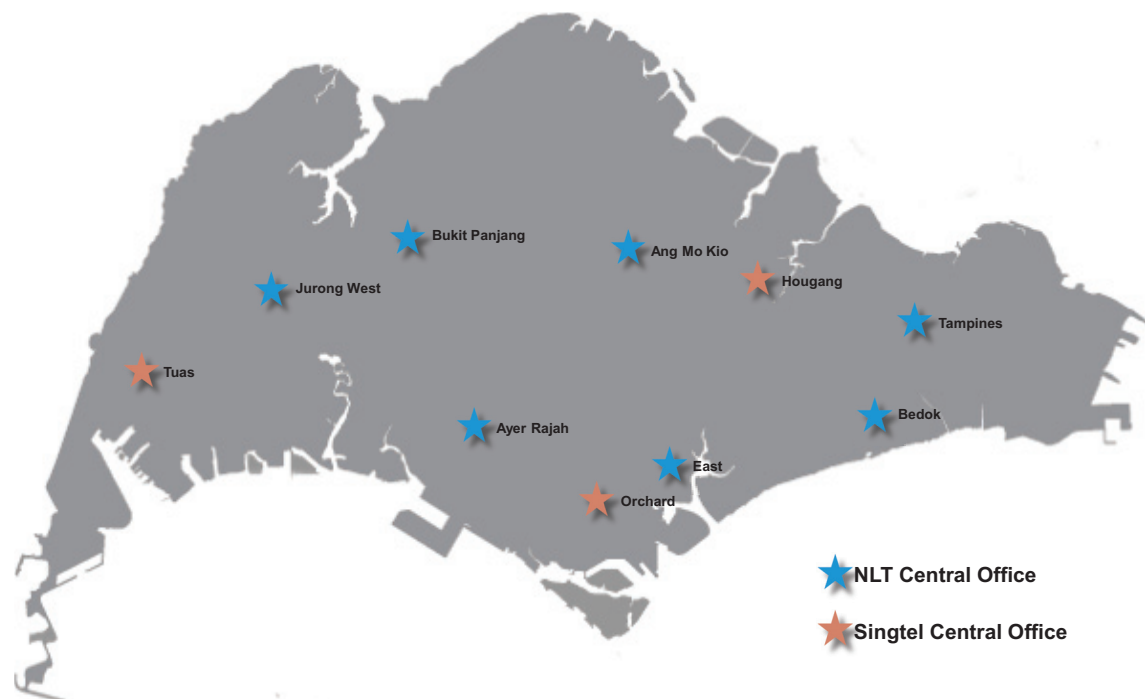 Bukit Panjang
Ang Mo Kio
Hougang
Jurong West
Tampines
Tuas
Bedok
Ayer Rajah
East
Orchard
NLT Central Office
Singtel Central Office